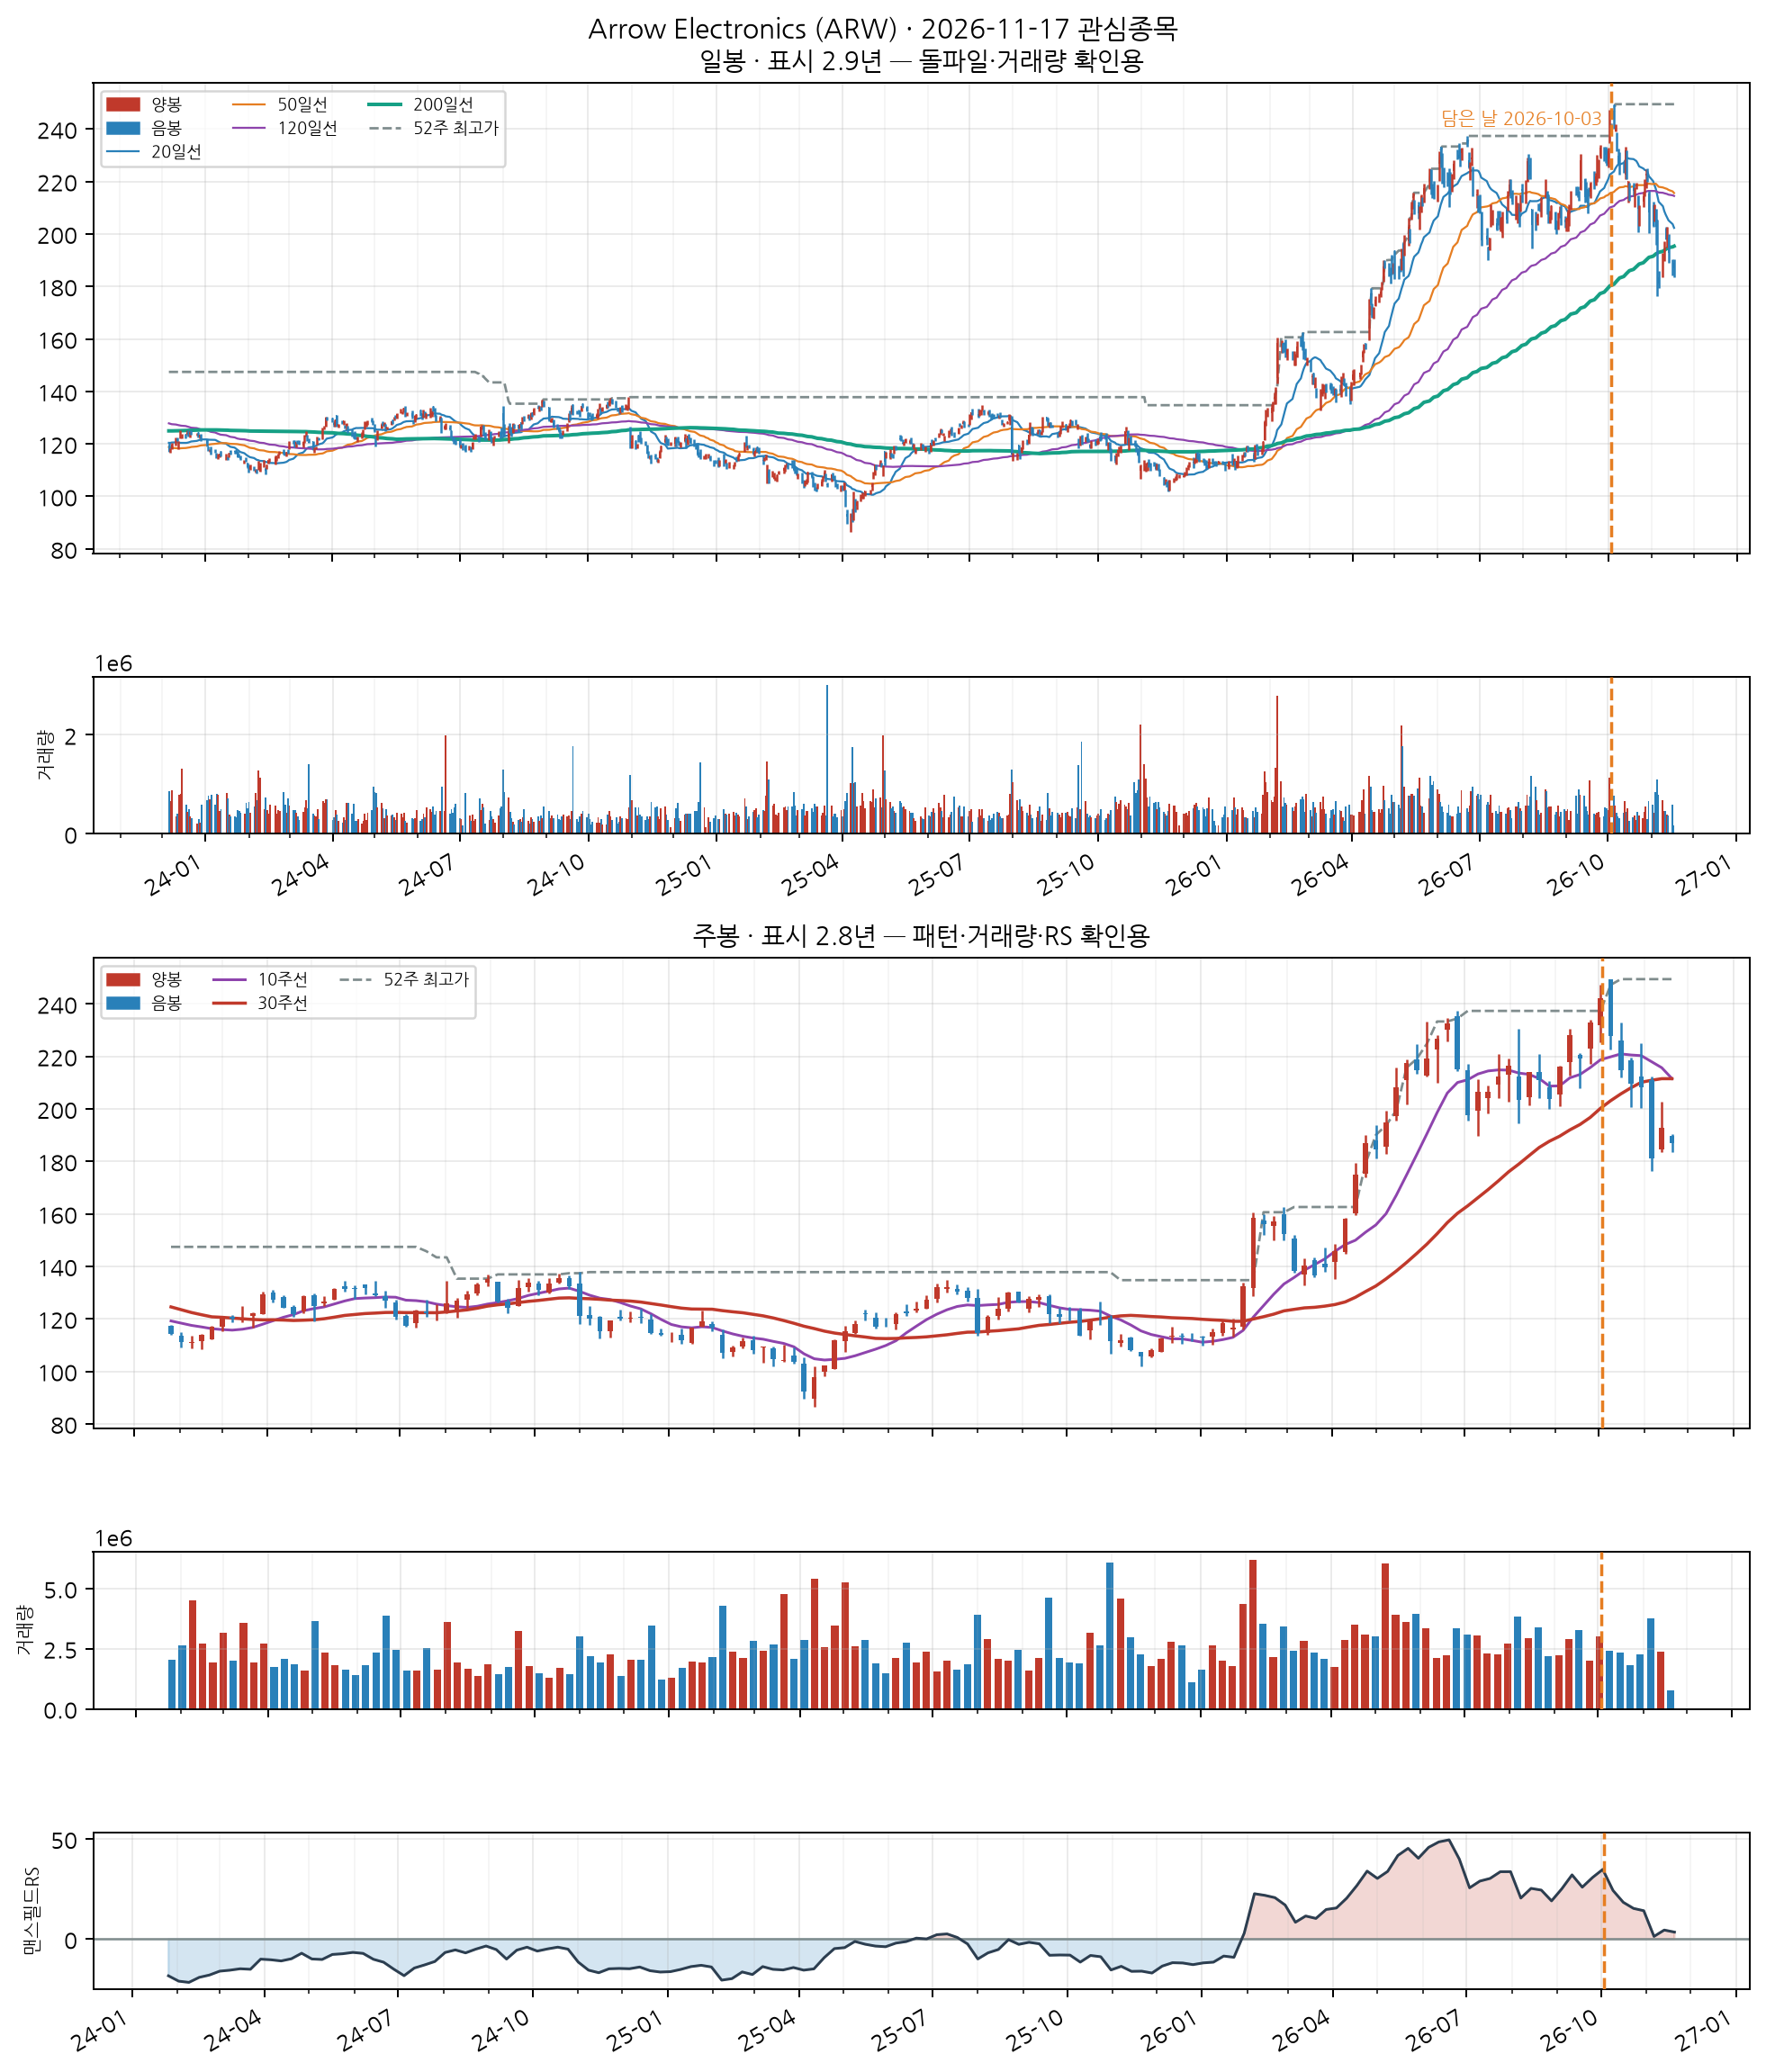 Arrow Electronics (ARW) · 2026-11-17 관심종목
일봉 · 표시 2.9년 — 돌파일·거래량 확인용
양봉
음봉
20일선
50일선
120일선
200일선
52주 최고가
담은 날 2026-10-03
240
220
200
180
160
140
120
100
80
1e6
거래량
2
0
24-01
24-04
24-07
24-10
25-01
25-04
25-07
25-10
26-01
26-04
26-07
26-10
27-01
주봉 · 표시 2.8년 — 패턴·거래량·RS 확인용
양봉
음봉
10주선
30주선
52주 최고가
240
220
200
180
160
140
120
100
80
1e6
거래량
5.0
2.5
0.0
맨스필드RS
50
0
24-01
24-04
24-07
24-10
25-01
25-04
25-07
25-10
26-01
26-04
26-07
26-10
27-01